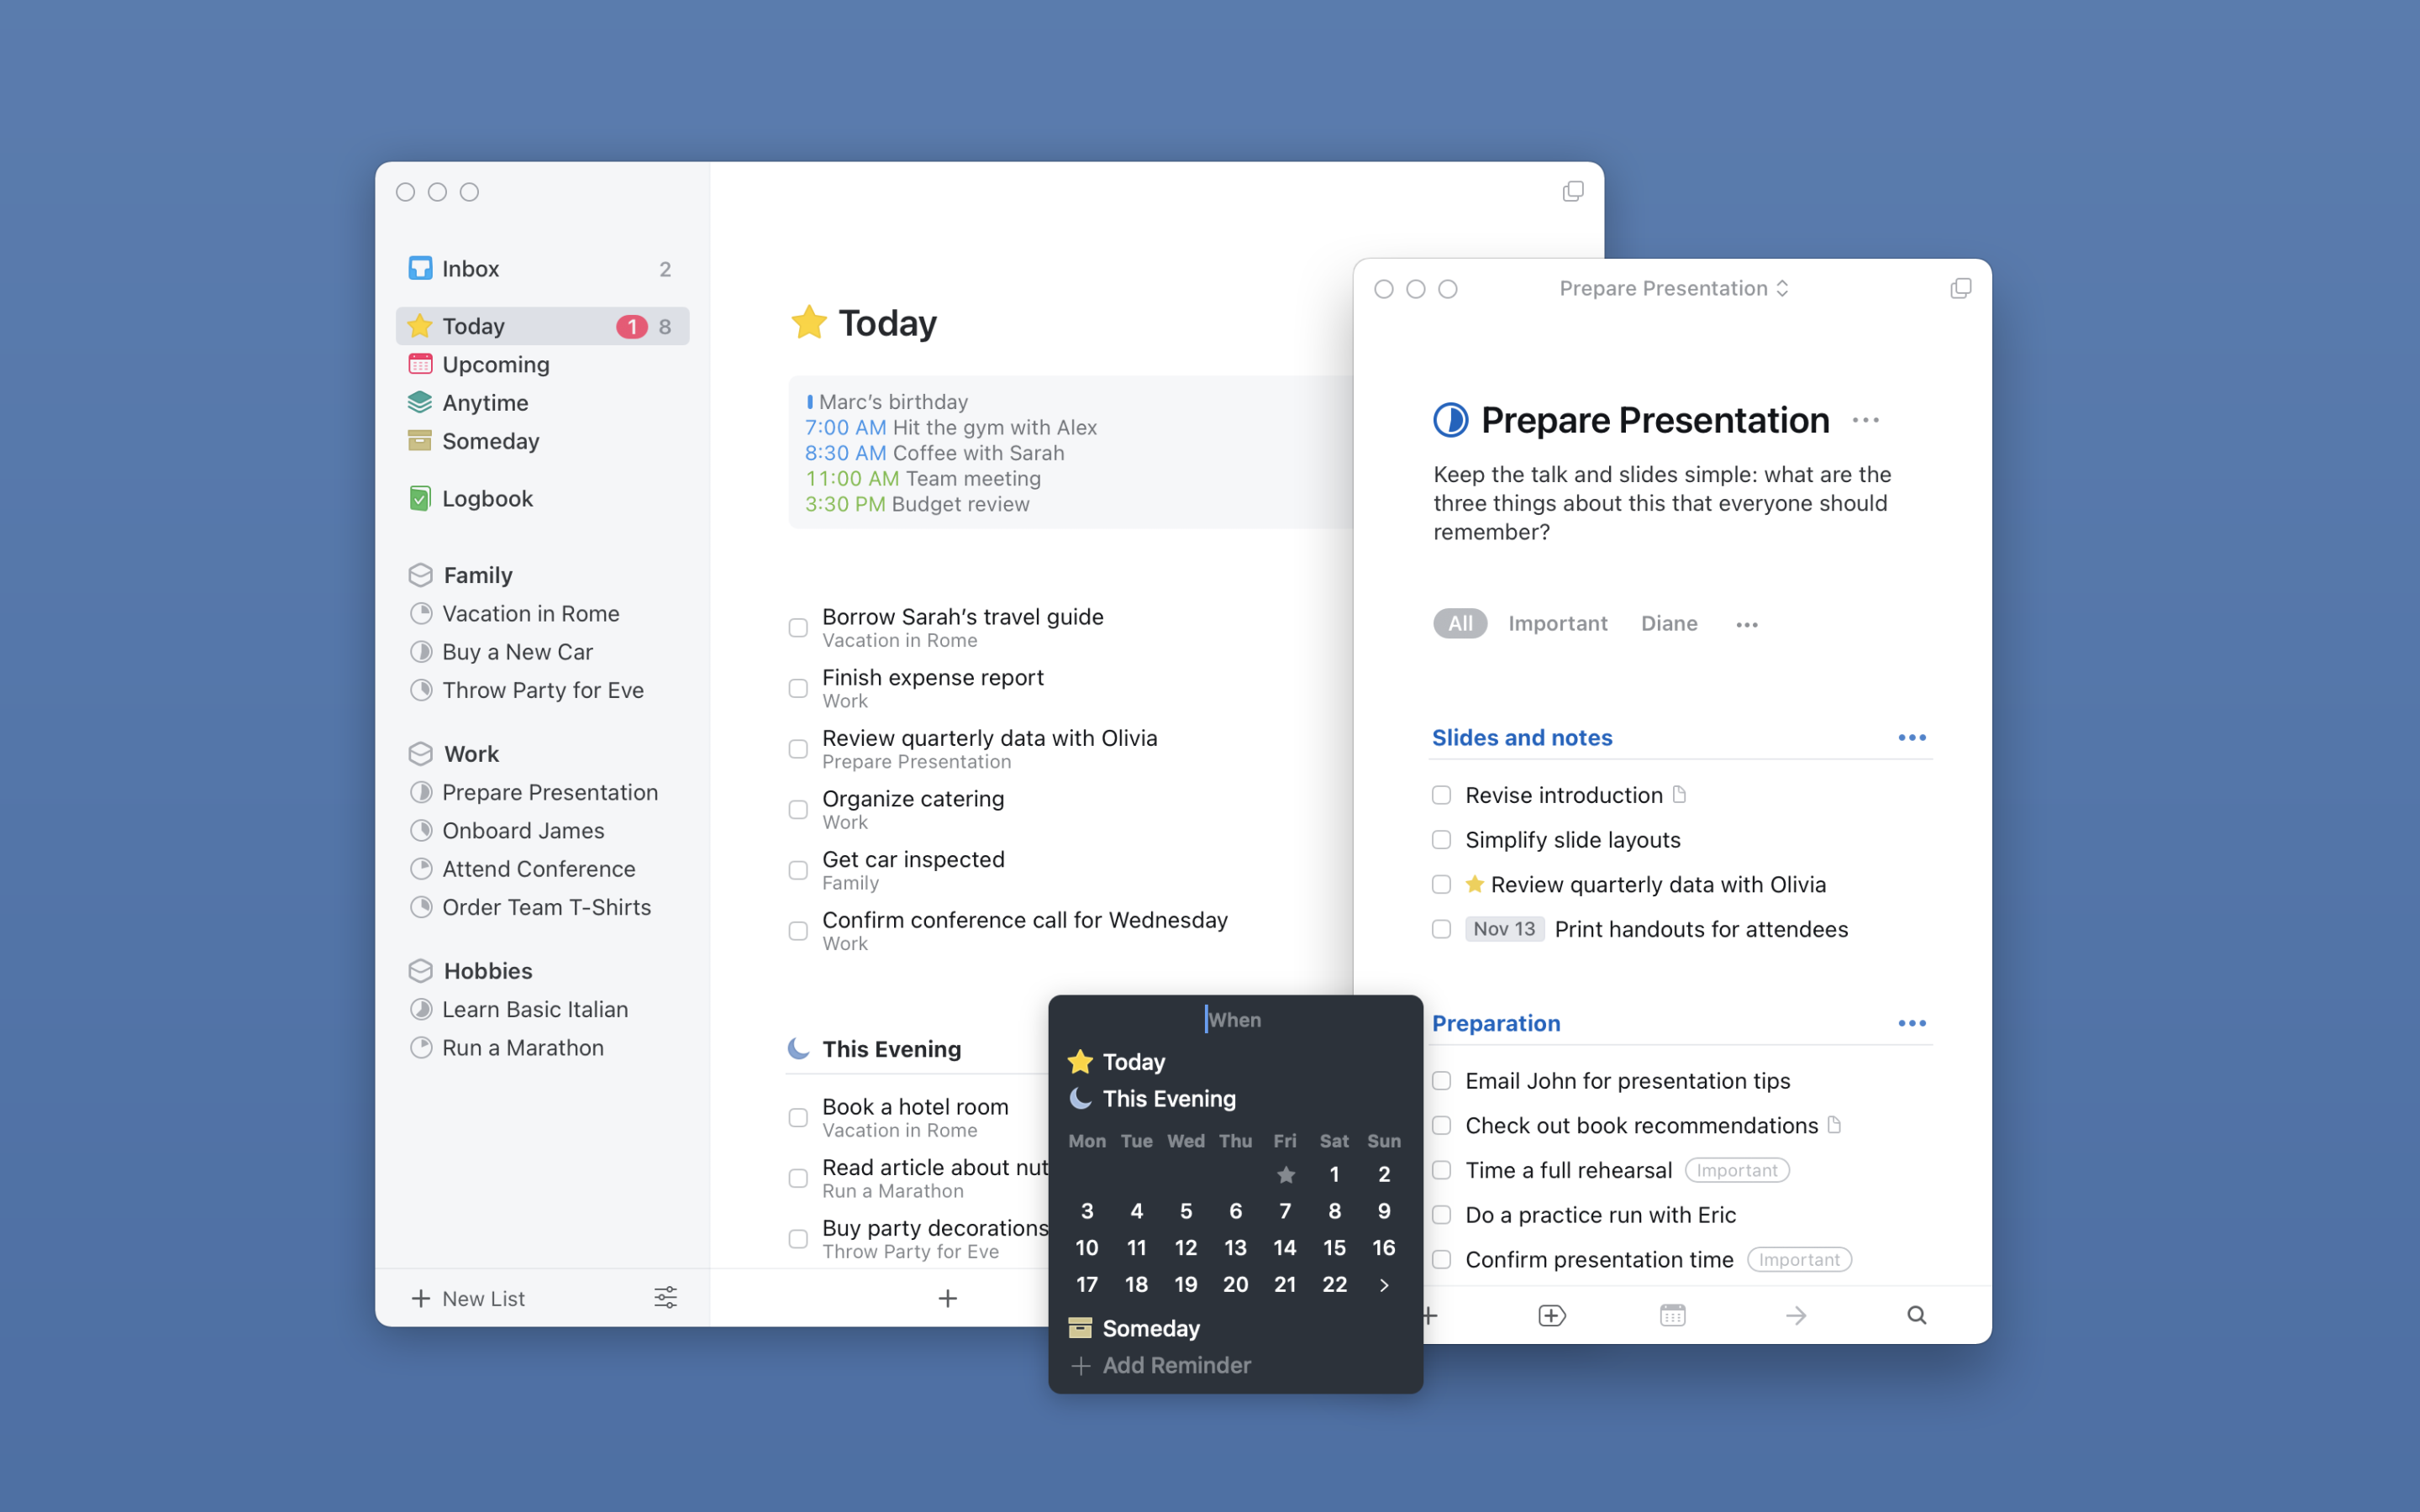 Inbox 2
Today 1 8
Upcoming
Anytime
Someday
Logbook
Family
Vacation in Rome
Buy a New Car
Throw Party for Eve
Work
Prepare Presentation
Onboard James
Attend Conference
Order Team T-Shirts
Hobbies
Learn Basic Italian
Run a Marathon
New List
Today
Marc’s birthday
7:00 AM Hit the gym with Alex
8:30 AM Coffee with Sarah
11:00 AM Team meeting
3:30 PM Budget review
Borrow Sarah’s travel guide
Vacation in Rome
Finish expense report
Work
Review quarterly data with Olivia
Prepare Presentation
Organize catering
Work
Get car inspected
Family
Confirm conference call for Wednesday
Work
This Evening
Book a hotel room
Vacation in Rome
Read article about nut
Run a Marathon
Buy party decorations
Throw Party for Eve
When
Today
This Evening
Mon Tue Wed Thu Fri Sat Sun
1 2
3 4 5 6 7 8 9
10 11 12 13 14 15 16
17 18 19 20 21 22
Someday
Add Reminder
Prepare Presentation
Prepare Presentation
Keep the talk and slides simple: what are the
three things about this that everyone should
remember?
All Important Diane
Slides and notes
Revise introduction
Simplify slide layouts
Review quarterly data with Olivia
Nov 13 Print handouts for attendees
Preparation
Email John for presentation tips
Check out book recommendations
Time a full rehearsal Important
Do a practice run with Eric
Confirm presentation time Important